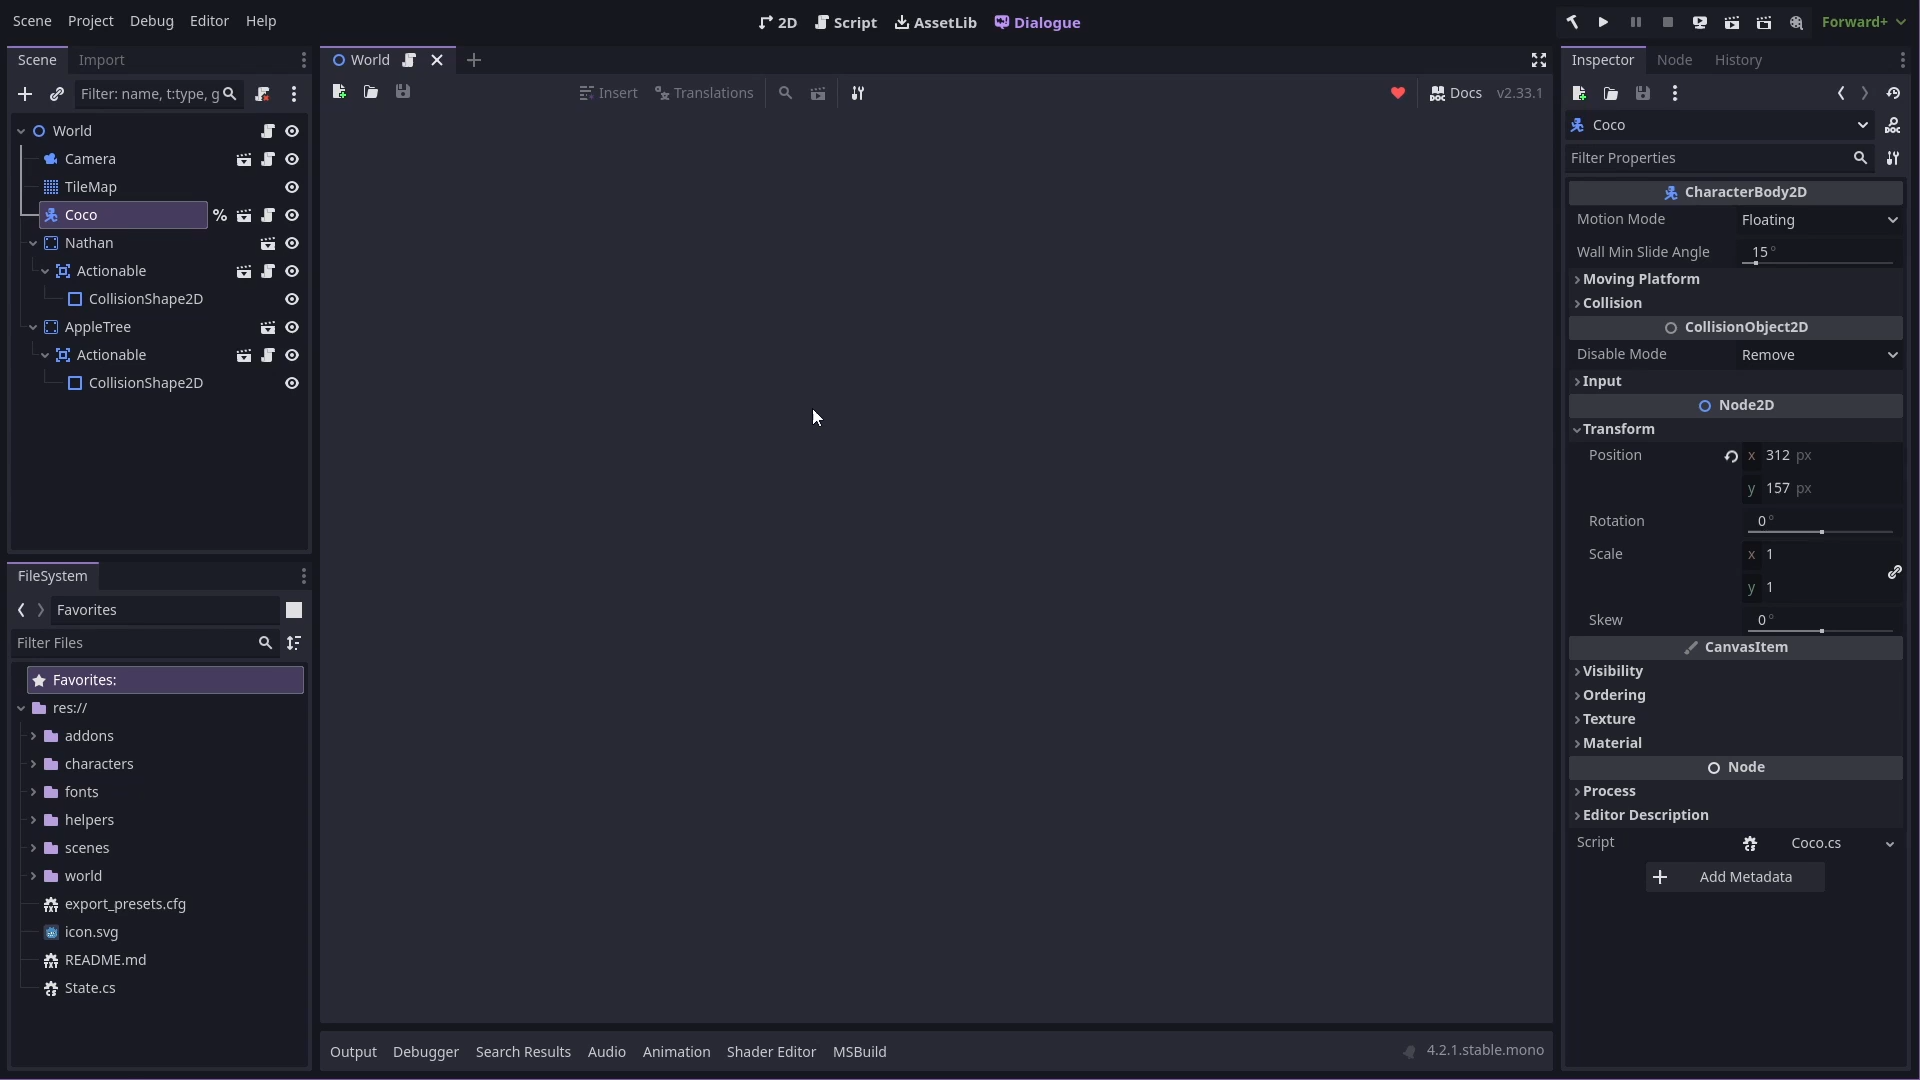 Scene Project Debug Editor Help
2D Script AssetLib Dialogue
Forward+
Scene Import
Filter: name, t:type, g
World
Camera
TileMap
Coco %
Nathan
Actionable
CollisionShape2D
AppleTree
Actionable
CollisionShape2D
FileSystem
Favorites
Filter Files
Favorites:
res://
addons
characters
fonts
helpers
scenes
world
export_presets.cfg
icon.svg
README.md
State.cs
World
Insert Translations
Docs v2.33.1
Output Debugger Search Results Audio Animation Shader Editor MSBuild
4.2.1.stable.mono
Inspector Node History
Coco
Filter Properties
CharacterBody2D
Motion Mode Floating
Wall Min Slide Angle 15 °
Moving Platform
Collision
CollisionObject2D
Disable Mode Remove
Input
Node2D
Transform
Position x 312 px
y 157 px
Rotation 0 °
Scale x 1
y 1
Skew 0 °
CanvasItem
Visibility
Ordering
Texture
Material
Node
Process
Editor Description
Script Coco.cs
Add Metadata